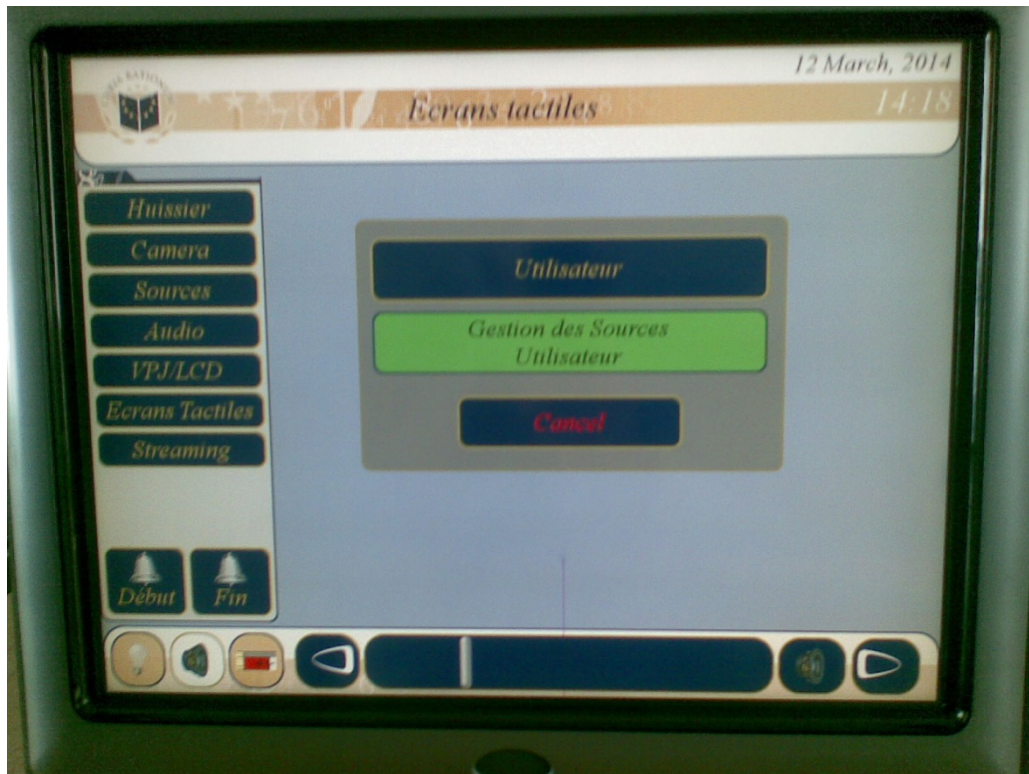 12 March, 2014
Ecrans tactiles
14:18
Huissier
Camera
Sources
Audio
VPJ/LCD
Ecrans Tactiles
Streaming
Utilisateur
Gestion des Sources
Utilisateur
Cancel
Début
Fin